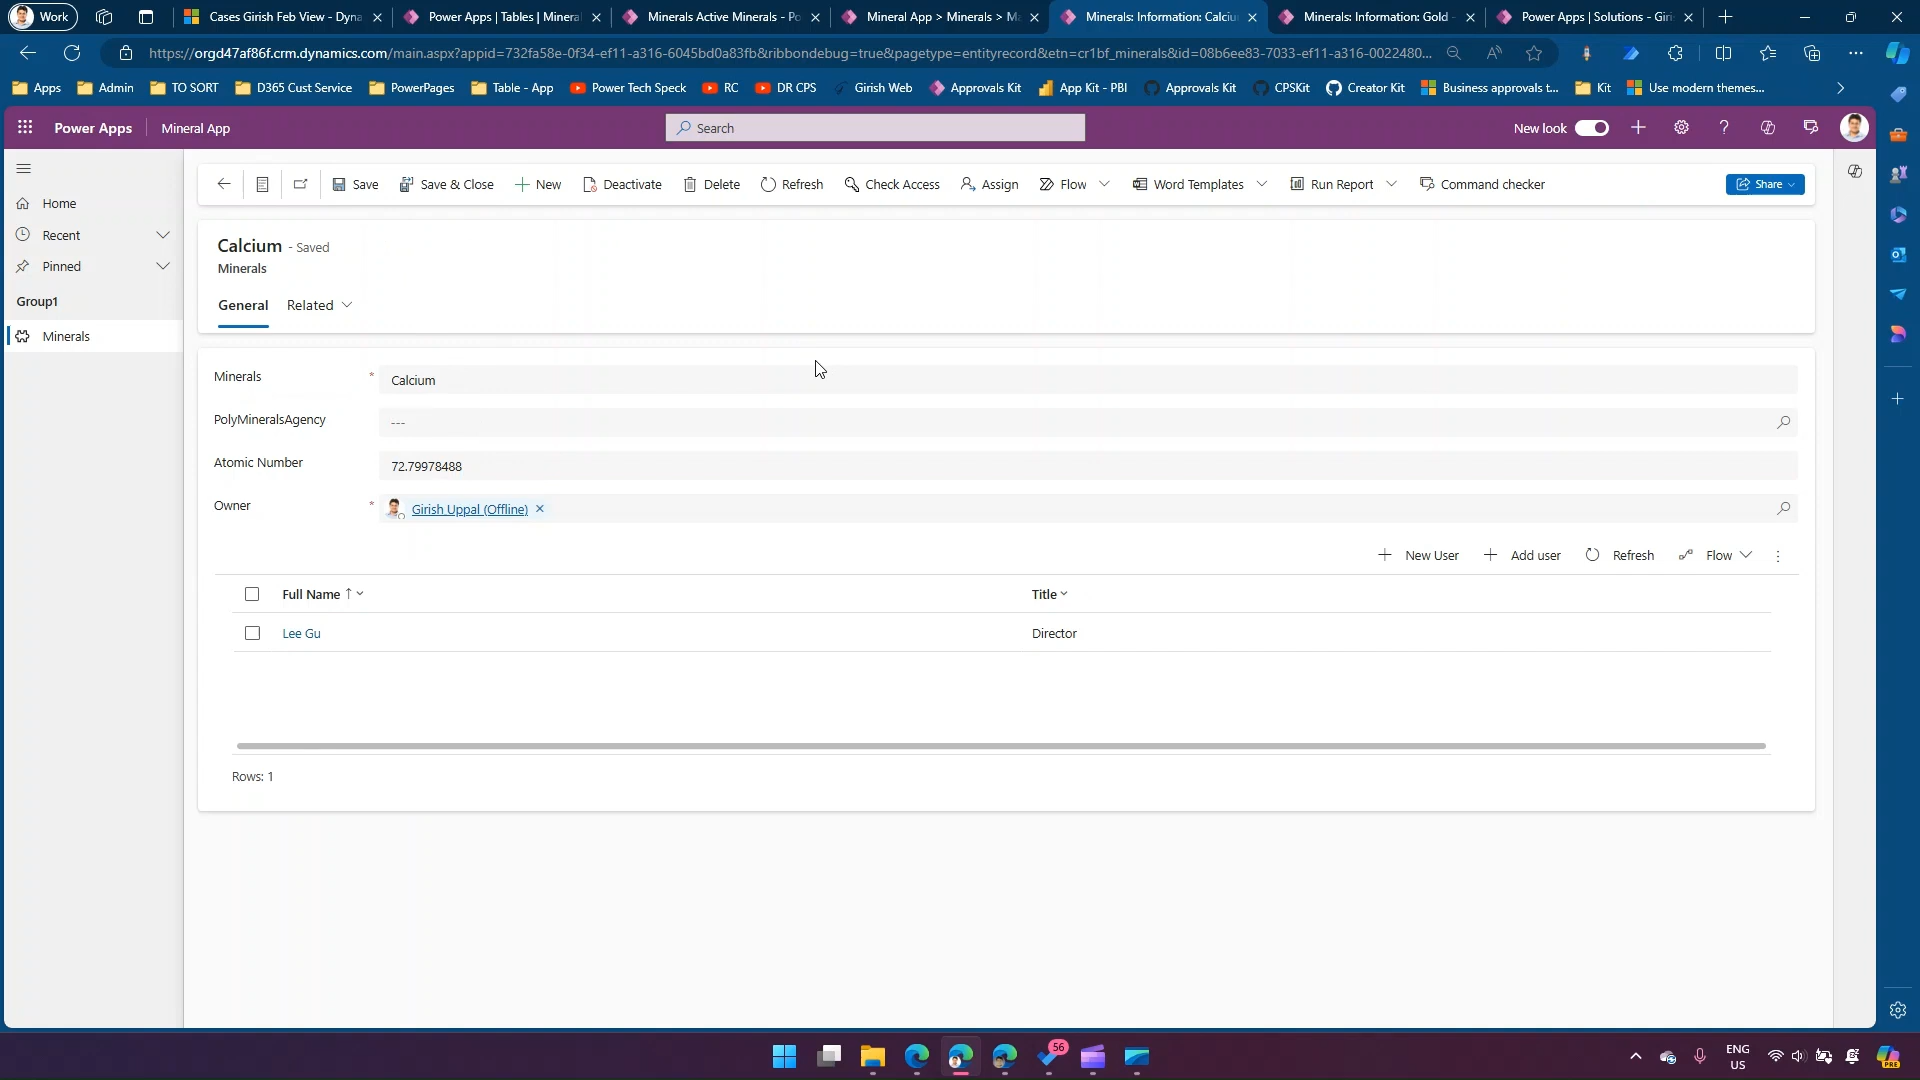 Work
Cases Girish Feb View - Dyna
Power Apps | Tables | Mineral
Minerals Active Minerals - Po
Mineral App > Minerals > Ma
Minerals: Information: Calciu
Minerals: Information: Gold -
Power Apps | Solutions - Giri
https://orgd47af86f.crm.dynamics.com/main.aspx?appid=732fa58e-0f34-ef11-a316-6045bd0a83fb&ribbondebug=true&pagetype=entityrecord&etn=cr1bf_minerals&id=08b6ee83-7033-ef11-a316-0022480...
Apps
Admin
TO SORT
D365 Cust Service
PowerPages
Table - App
Power Tech Speck
RC
DR CPS
Girish Web
Approvals Kit
App Kit - PBI
Approvals Kit
CPSKit
Creator Kit
Business approvals t...
Kit
Use modern themes...
Power Apps
Mineral App
Search
New look
Save
Save & Close
New
Deactivate
Delete
Refresh
Check Access
Assign
Flow
Word Templates
Run Report
Command checker
Share
Home
Recent
Pinned
Group1
Minerals
Calcium - Saved
Minerals
General
Related
Minerals * Calcium
PolyMineralsAgency ---
Atomic Number 72.79978488
Owner * Girish Uppal (Offline)
New User
Add user
Refresh
Flow
Full Name
Title
Lee Gu
Director
Rows: 1
56
ENG
US
PRE